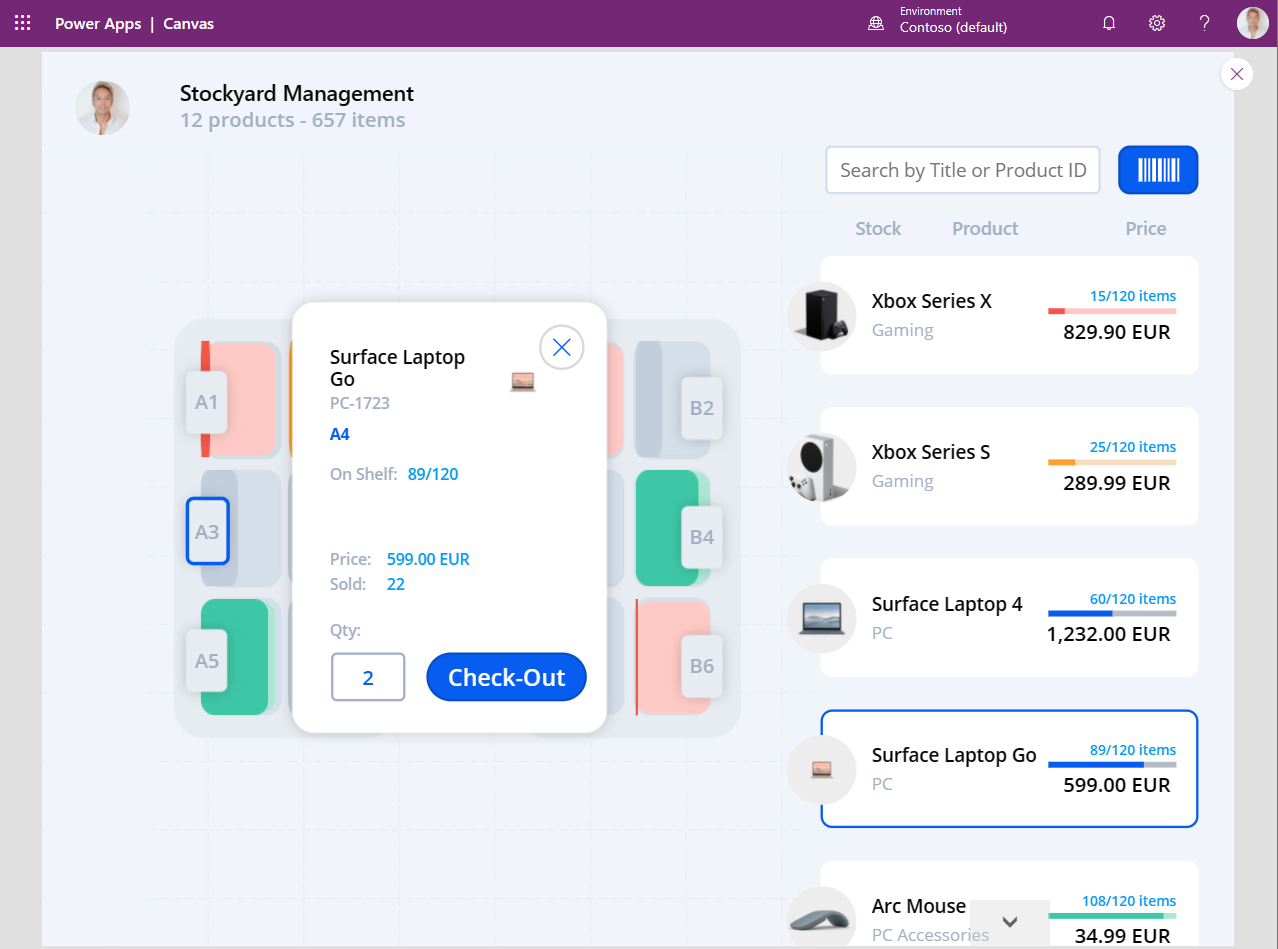 Power Apps | Canvas
Environment
Contoso (default)
Stockyard Management
12 products - 657 items
Search by Title or Product ID
Stock Product Price
Xbox Series X
Gaming
15/120 items
829.90 EUR
Xbox Series S
Gaming
25/120 items
289.99 EUR
Surface Laptop 4
PC
60/120 items
1,232.00 EUR
Surface Laptop Go
PC
89/120 items
599.00 EUR
Arc Mouse
PC Accessories
108/120 items
34.99 EUR
A1
A3
A5
B2
B4
B6
Surface Laptop
Go
PC-1723
A4
On Shelf: 89/120
Price: 599.00 EUR
Sold: 22
Qty:
2
Check-Out